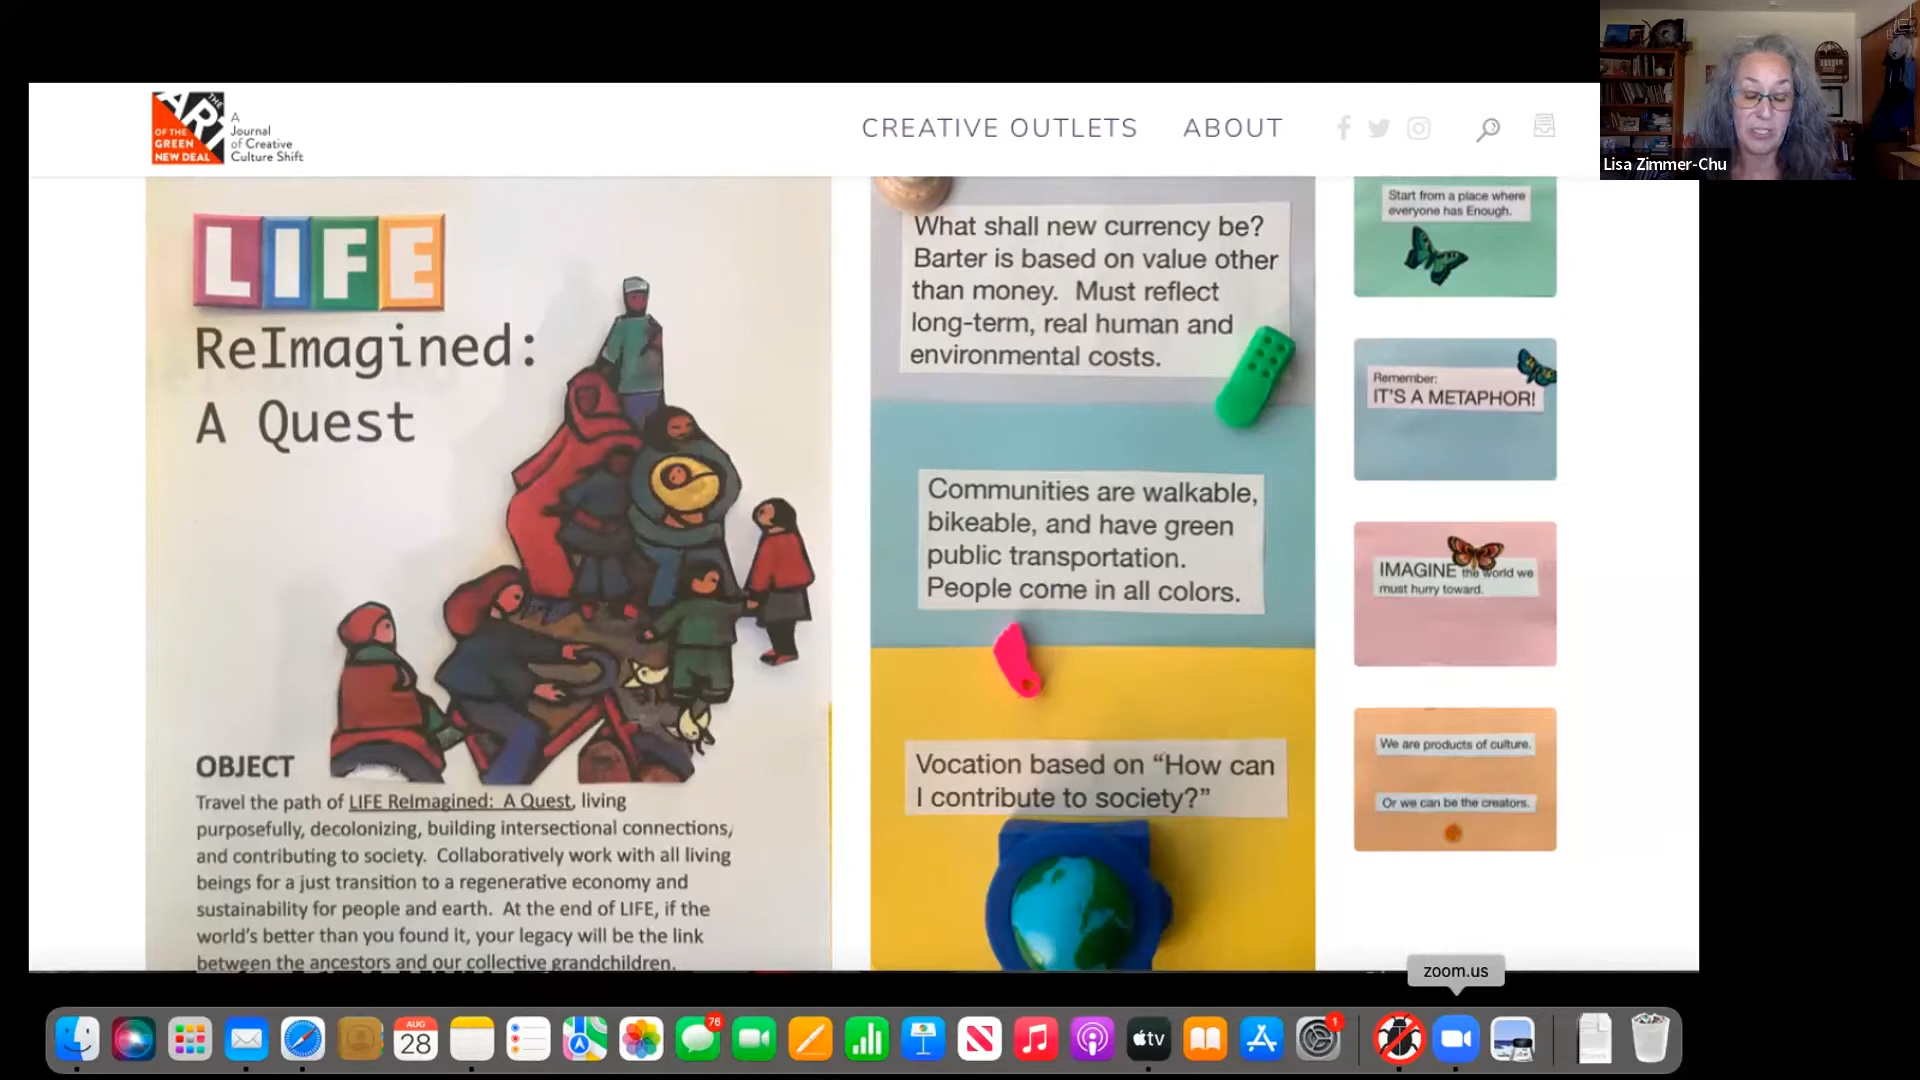 THE
ART
OF THE
GREEN
NEW DEAL
A
Journal
of Creative
Culture Shift
CREATIVE OUTLETS
ABOUT
Lisa Zimmer-Chu
LIFE
ReImagined:
A Quest
OBJECT
Travel the path of LIFE ReImagined: A Quest, living
purposefully, decolonizing, building intersectional connections,
and contributing to society. Collaboratively work with all living
beings for a just transition to a regenerative economy and
sustainability for people and earth. At the end of LIFE, if the
world's better than you found it, your legacy will be the link
between the ancestors and our collective grandchildren.
What shall new currency be?
Barter is based on value other
than money. Must reflect
long-term, real human and
environmental costs.
Communities are walkable,
bikeable, and have green
public transportation.
People come in all colors.
Vocation based on “How can
I contribute to society?”
Start from a place where
everyone has Enough.
Remember:
IT'S A METAPHOR!
IMAGINE the world we
must hurry toward.
We are products of culture.
Or we can be the creators.
zoom.us
AUG
28
76
tv
1